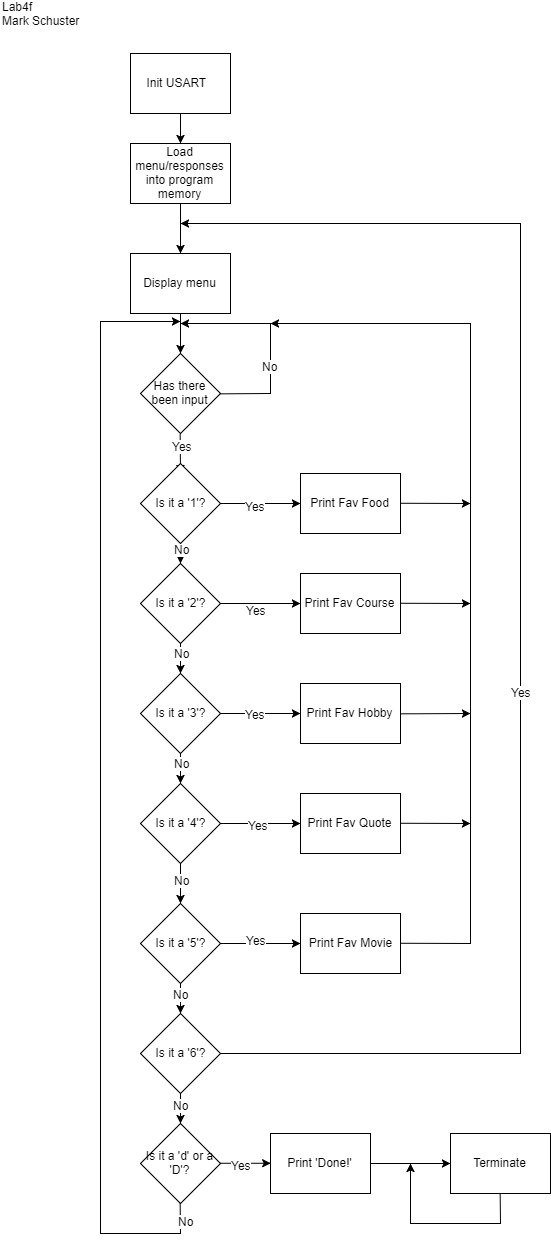 Lab4f
Mark Schuster
Init USART
Load
menu/responses
into program
memory
Display menu
Has there
been input
No
Yes
Is it a '1'?
Yes
Print Fav Food
No
Is it a '2'?
Yes
Print Fav Course
No
Is it a '3'?
Yes
Print Fav Hobby
Yes
No
Is it a '4'?
Yes
Print Fav Quote
No
Is it a '5'?
Yes
Print Fav Movie
No
Is it a '6'?
No
Is it a 'd' or a
'D'?
Yes
Print 'Done!'
Terminate
No